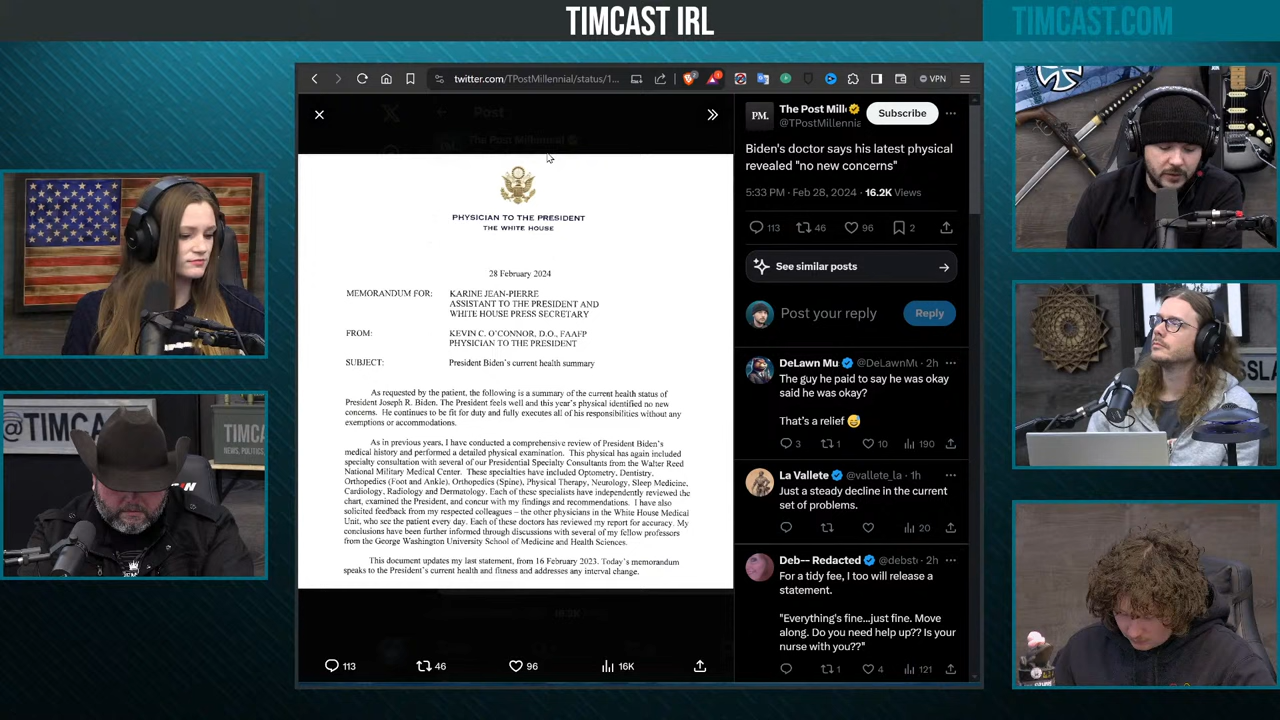 TIMCAST IRL
TIMCAST.COM
twitter.com/TPostMillennial/status/1...
VPN
Post
The Post Millennial
PHYSICIAN TO THE PRESIDENT
THE WHITE HOUSE
28 February 2024
MEMORANDUM FOR: KARINE JEAN-PIERRE
ASSISTANT TO THE PRESIDENT AND
WHITE HOUSE PRESS SECRETARY
FROM: KEVIN C. O'CONNOR, D.O., FAAFP
PHYSICIAN TO THE PRESIDENT
SUBJECT: President Biden's current health summary
As requested by the patient, the following is a summary of the current health status of
President Joseph R. Biden. The President feels well and this year's physical identified no new
concerns. He continues to be fit for duty and fully executes all of his responsibilities without any
exemptions or accommodations.
As in previous years, I have conducted a comprehensive review of President Biden's
medical history and performed a detailed physical examination. This physical has again included
specialty consultation with several of our Presidential Specialty Consultants from the Walter Reed
National Military Medical Center. These specialties have included Optometry, Dentistry,
Orthopedics (Foot and Ankle), Orthopedics (Spine), Physical Therapy, Neurology, Sleep Medicine,
Cardiology, Radiology and Dermatology. Each of these specialists have independently reviewed the
chart, examined the President, and concur with my findings and recommendations. I have also
solicited feedback from my respected colleagues – the other physicians in the White House Medical
Unit, who see the patient every day. Each of these doctors has reviewed my report for accuracy. My
conclusions have been further informed through discussions with several of my fellow professors
from the George Washington University School of Medicine and Health Sciences.
This document updates my last statement, from 16 February 2023. Today's memorandum
speaks to the President's current health and fitness and addresses any interval change.
113 46 96 16K
PM.
The Post Mill
@TPostMillennia
Subscribe
Biden's doctor says his latest physical
revealed "no new concerns"
5:33 PM · Feb 28, 2024 · 16.2K Views
113 46 96 2
See similar posts
Post your reply
Reply
DeLawn Mu @DeLawnMu · 2h
The guy he paid to say he was okay
said he was okay?
That's a relief 😅
3 1 10 190
La Vallete @vallete_la · 1h
Just a steady decline in the current
set of problems.
20
Deb-- Redacted @debst · 2h
For a tidy fee, I too will release a
statement.
"Everything's fine...just fine. Move
along. Do you need help up?? Is your
nurse with you??"
1 4 121
@TIMCAST
TIMCAST